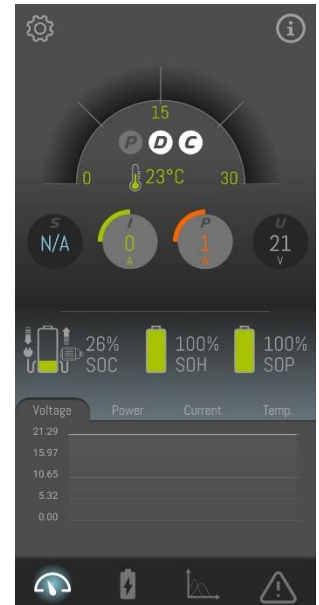 15
P D C
0 23°C 30
S I P U
N/A 0 1 21
A W V
26% 100% 100%
SOC SOH SOP
Voltage Power Current Temp.
21.29
15.97
10.65
5.32
0.00